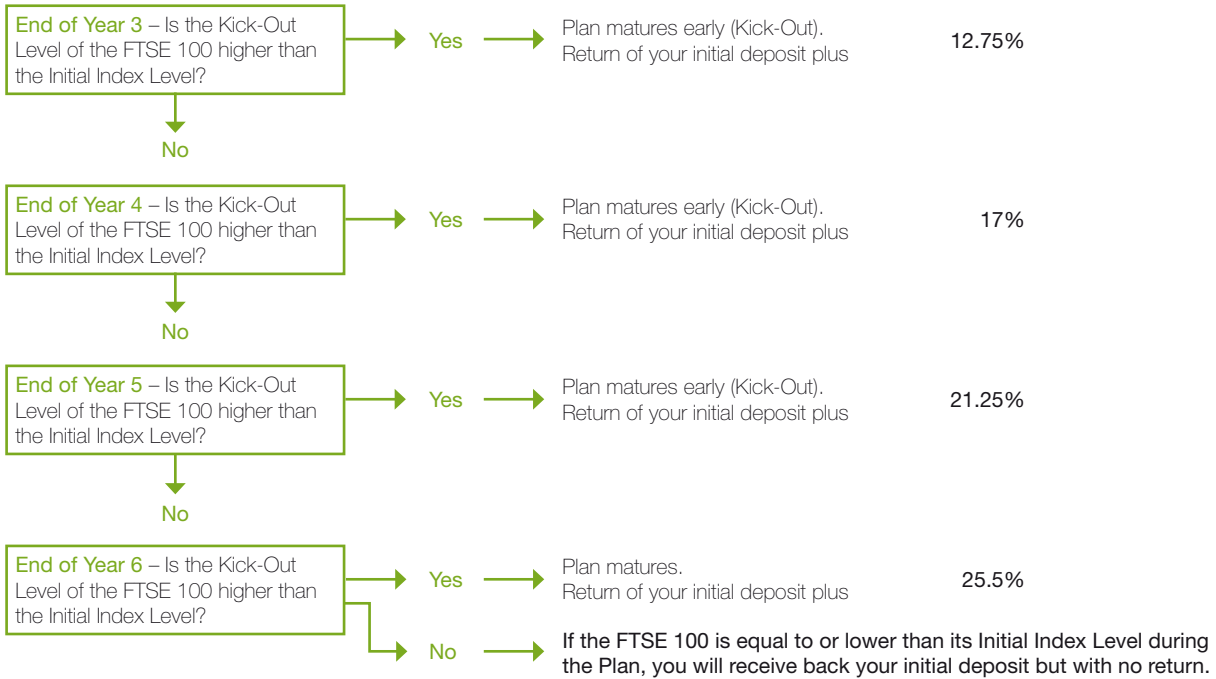 End of Year 3 – Is the Kick-Out
Level of the FTSE 100 higher than
the Initial Index Level?
Yes
Plan matures early (Kick-Out).
Return of your initial deposit plus
12.75%
No
End of Year 4 – Is the Kick-Out
Level of the FTSE 100 higher than
the Initial Index Level?
Yes
Plan matures early (Kick-Out).
Return of your initial deposit plus
17%
No
End of Year 5 – Is the Kick-Out
Level of the FTSE 100 higher than
the Initial Index Level?
Yes
Plan matures early (Kick-Out).
Return of your initial deposit plus
21.25%
No
End of Year 6 – Is the Kick-Out
Level of the FTSE 100 higher than
the Initial Index Level?
Yes
Plan matures.
Return of your initial deposit plus
25.5%
No
If the FTSE 100 is equal to or lower than its Initial Index Level during
the Plan, you will receive back your initial deposit but with no return.